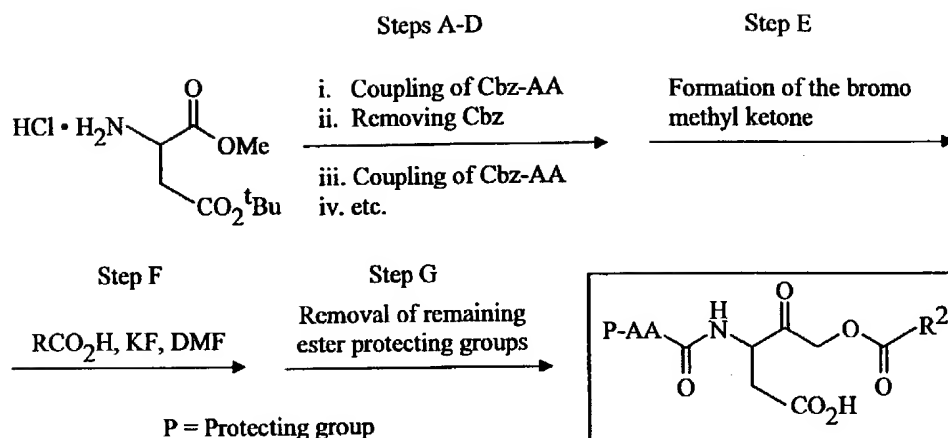 Steps A-D
Step E
i. Coupling of Cbz-AA
ii. Removing Cbz
iii. Coupling of Cbz-AA
iv. etc.
Formation of the bromo
methyl ketone
HCl • H₂N
O
OMe
CO₂ᵗBu
Step F
Step G
RCO₂H, KF, DMF
Removal of remaining
ester protecting groups
P = Protecting group
P-AA
O
H
N
O
O
R²
O
CO₂H